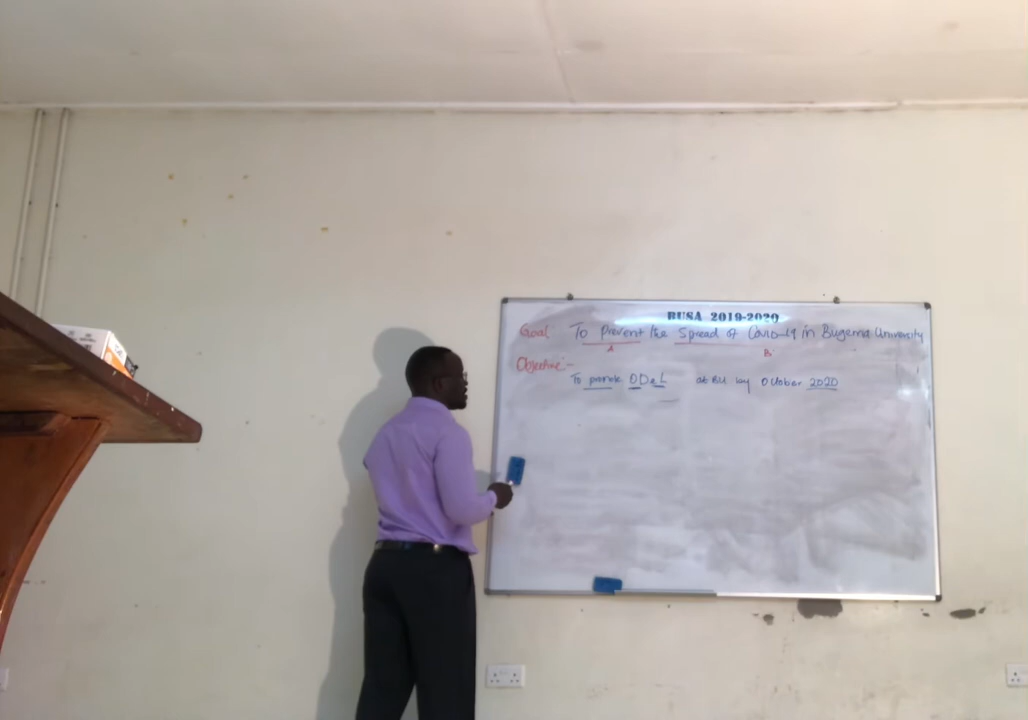 BUSA 2019-2020
Goal: To Prevent the Spread of Covid-19 in Bugema University
A B
Objective:-
To provide ODeL at BU by October 2020